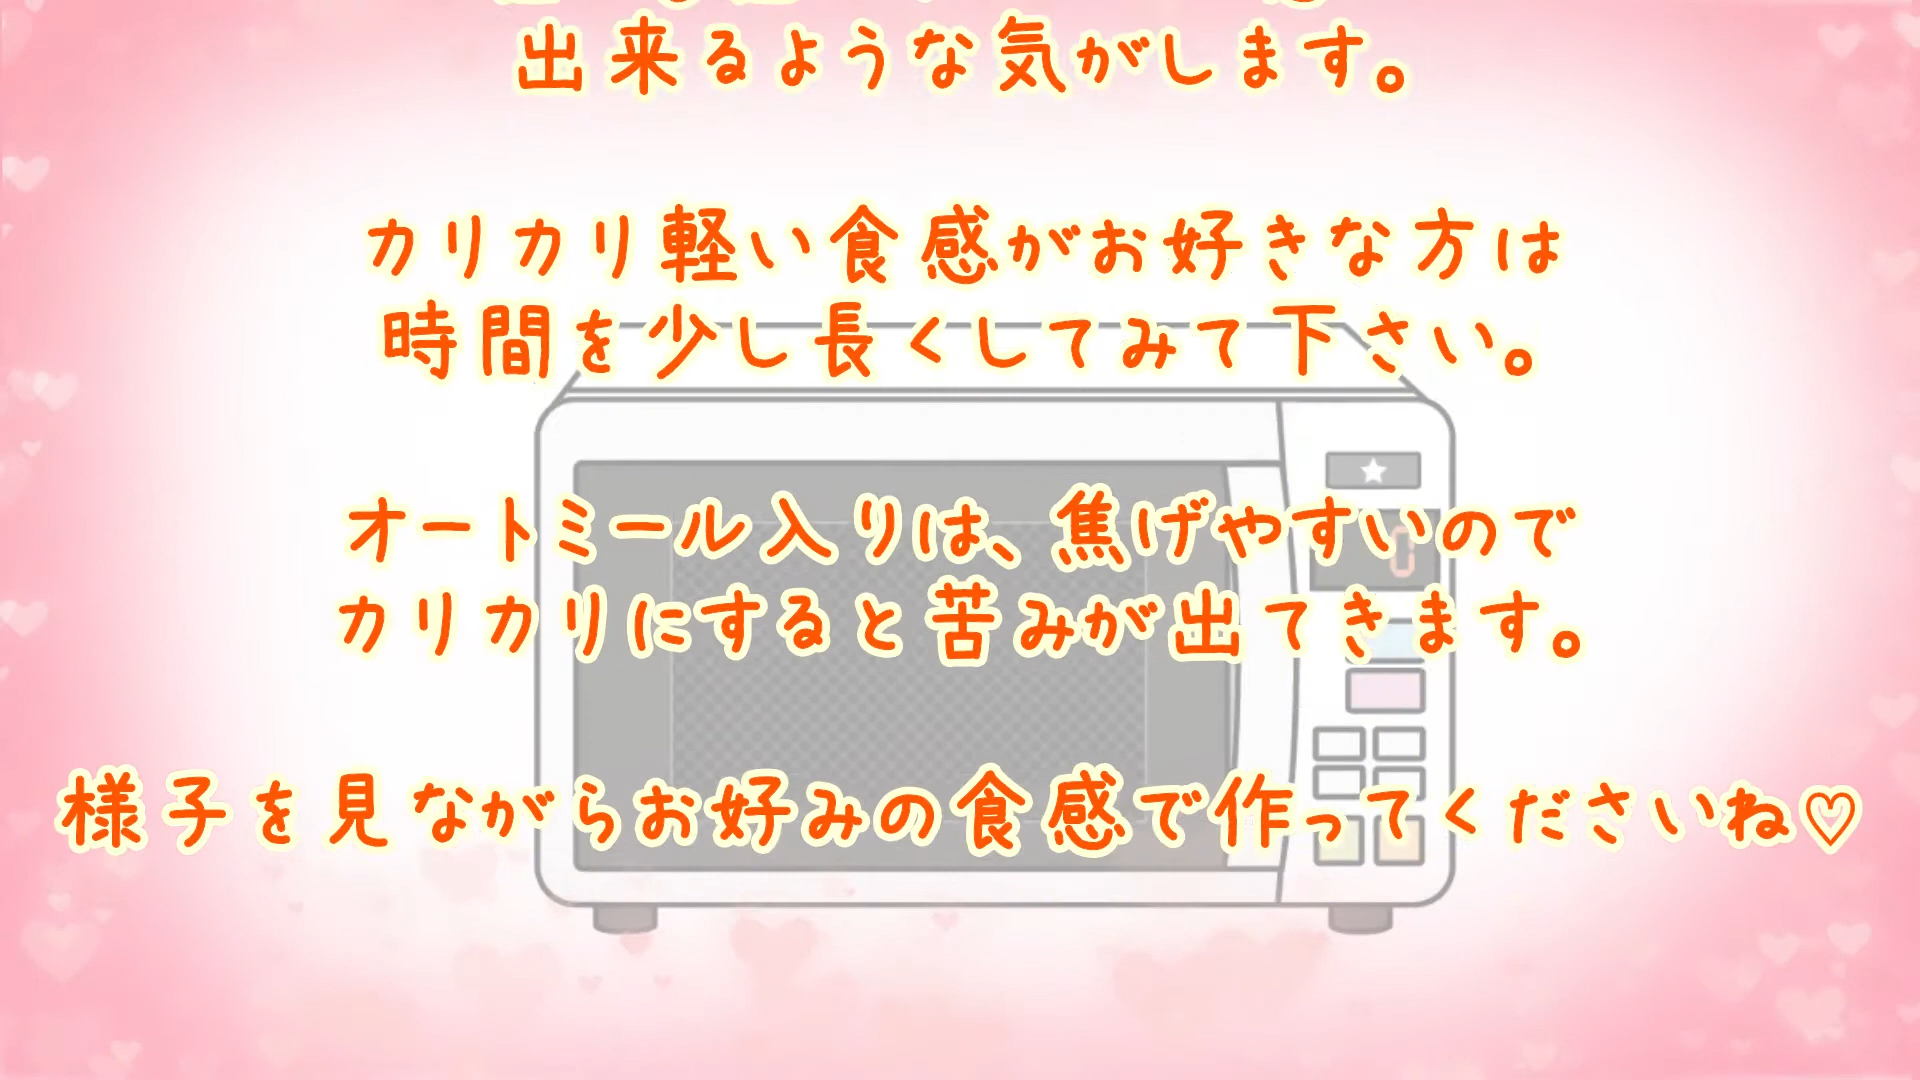 出来るような気がします。
カリカリ軽い食感がお好きな方は
時間を少し長くしてみて下さい。
オートミール入りは、焦げやすいので
0
カリカリにすると苦みが出てきます。
様子を見ながらお好みの食感で作ってくださいね♡